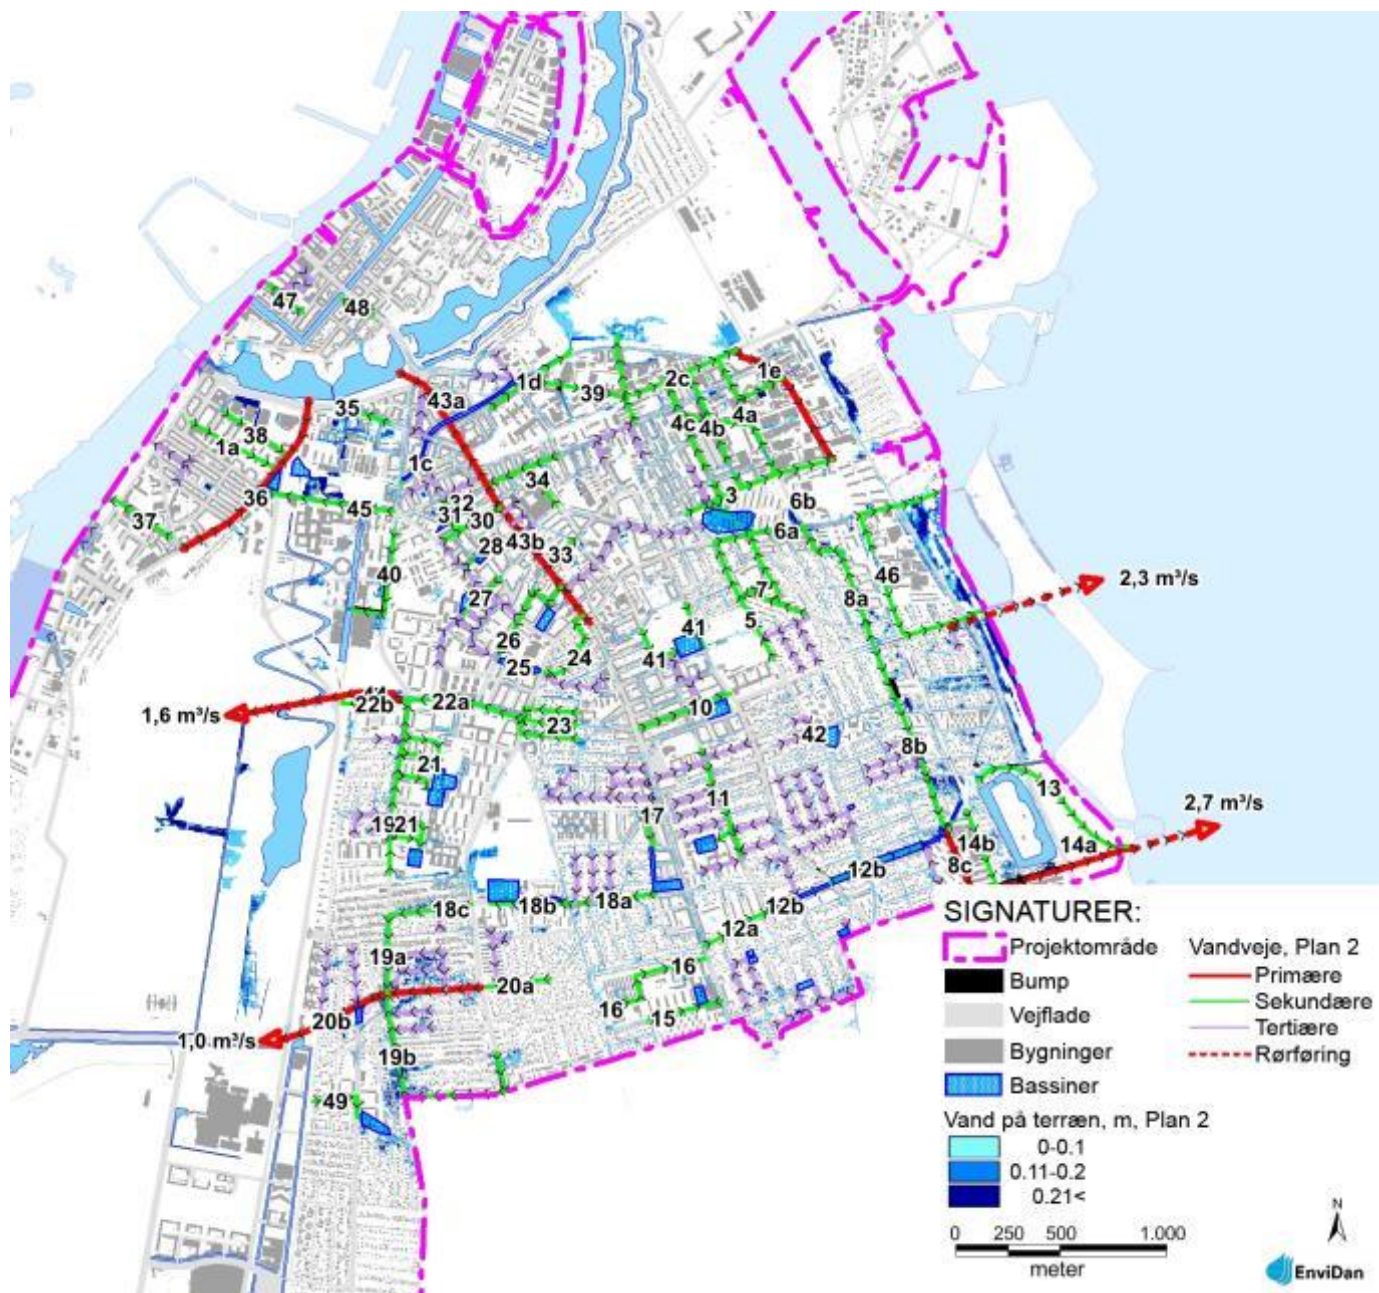 47
48
1d
39
2c
1e
43a
35
38
1a
4c
4b
4a
1c
36
45
37
34
3
6b
32
31
30
28
43b
33
6a
40
27
7
46
8a
2,3 m³/s
26
5
41
41
25
24
1,6 m³/s
22b
22a
23
10
42
8b
21
11
13
2,7 m³/s
19
21
17
14b
14a
8c
12b
18c
18b
18a
12b
12a
19a
16
20a
16
15
20b
1,0 m³/s
19b
49
SIGNATURER:
Projektområde
Bump
Vejflade
Bygninger
Bassiner
Vandveje, Plan 2
Primære
Sekundære
Tertiære
Rørføring
Vand på terræn, m, Plan 2
0-0.1
0.11-0.2
0.21<
0 250 500 1.000
meter
N
EnviDan